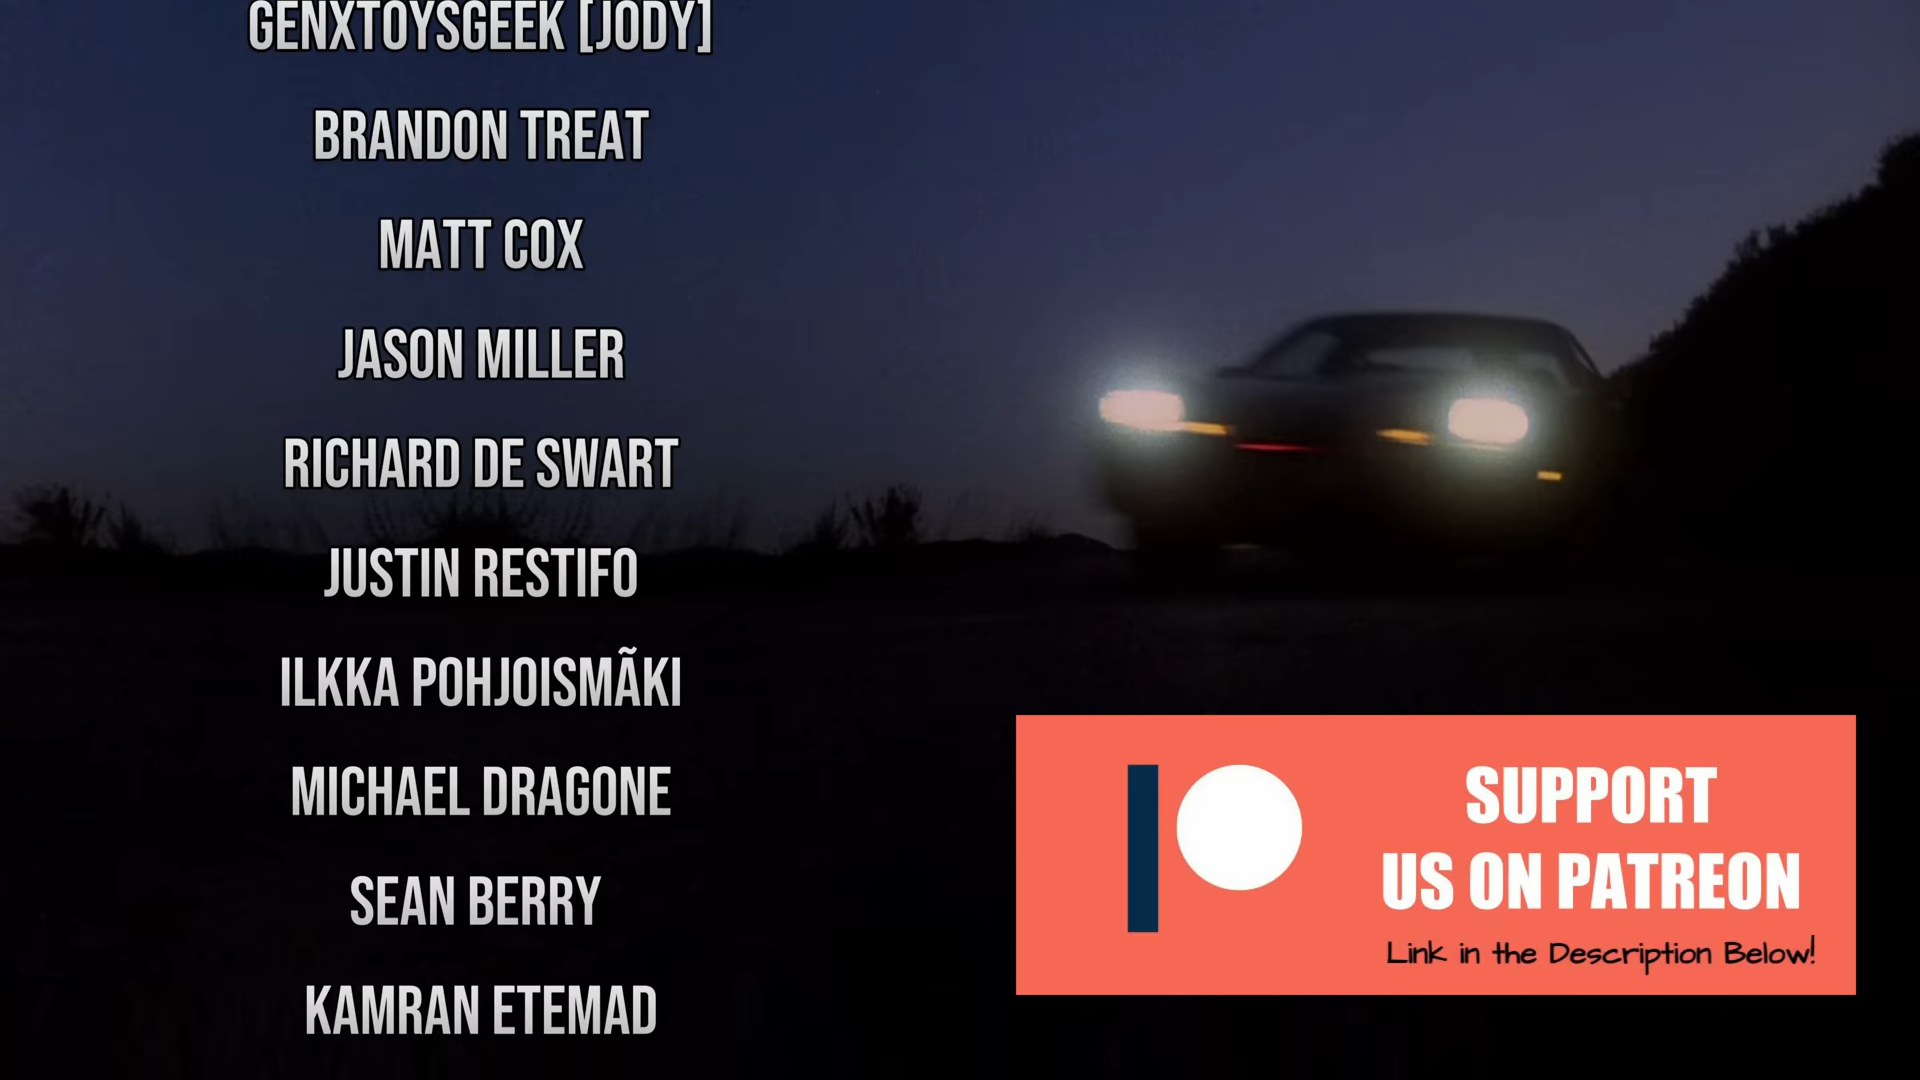 GENXTOYSGEEK [JODY]
BRANDON TREAT
MATT COX
JASON MILLER
RICHARD DE SWART
JUSTIN RESTIFO
ILKKA POHJOISMÃKI
MICHAEL DRAGONE
SEAN BERRY
KAMRAN ETEMAD
SUPPORT
US ON PATREON
Link in the Description Below!